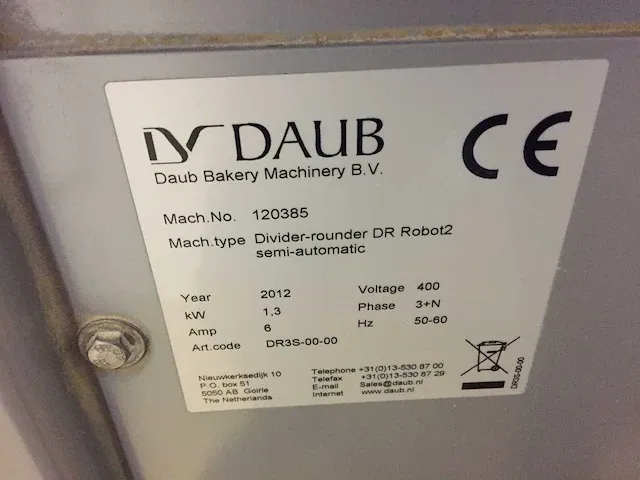 DAUB
Daub Bakery Machinery B.V.
CE
Mach.No. 120385
Mach.type Divider-rounder DR Robot2
semi-automatic
Year 2012 Voltage 400
kW 1,3 Phase 3+N
Amp 6 Hz 50-60
Art.code DR3S-00-00
Nieuwkerksedijk 10
P.O. box 51
5050 AB Goirle
The Netherlands
Telephone +31(0)13-530 87 00
Telefax +31(0)13-530 87 29
E-mail Sales@daub.nl
Internet www.daub.nl
DR3S-00-00